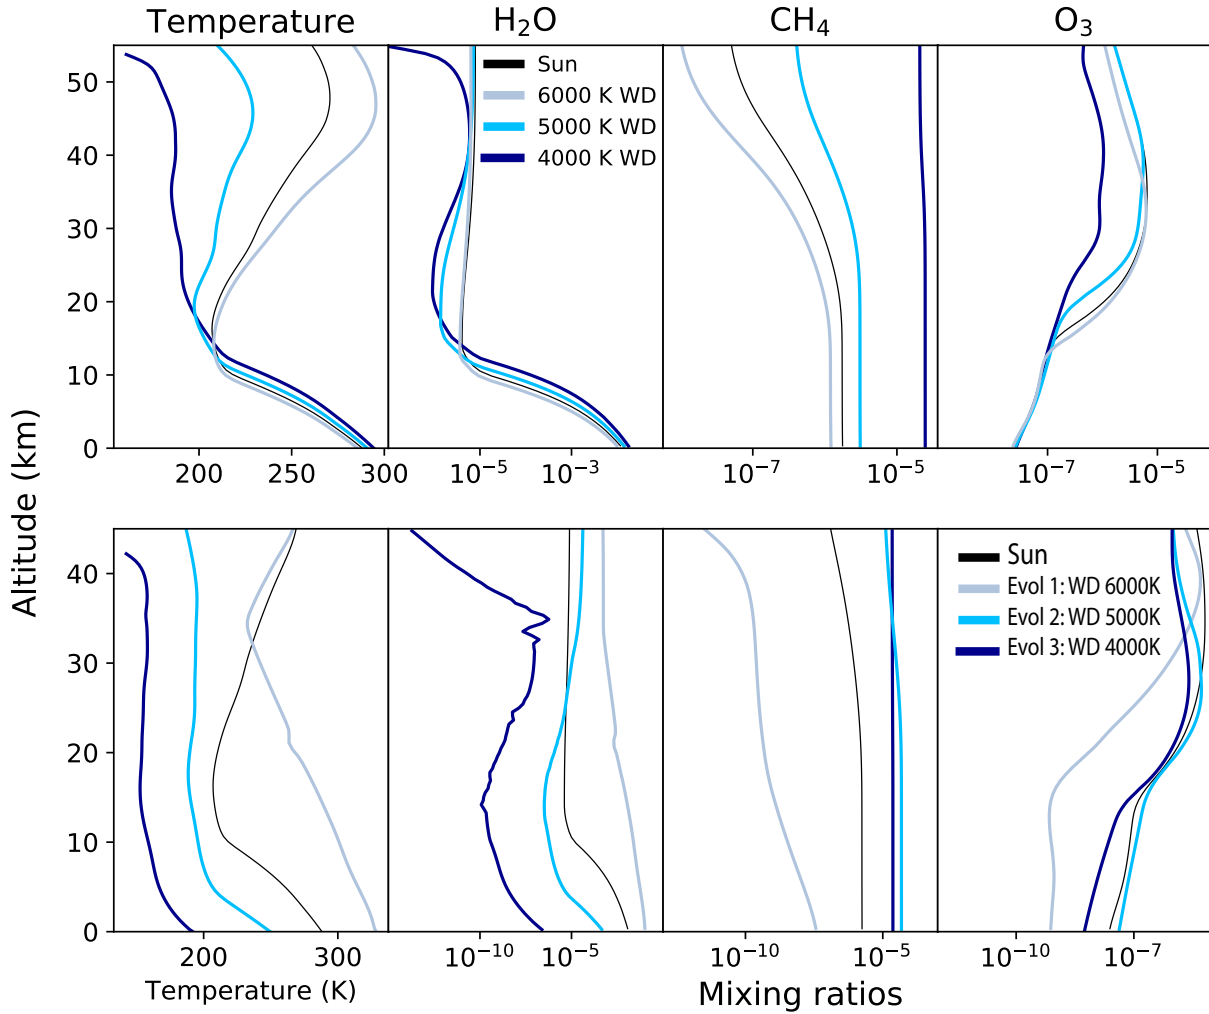 Temperature H₂O CH₄ O₃
Sun
6000 K WD
5000 K WD
4000 K WD
50
40
30
20
10
0
200 250 300 10⁻⁵ 10⁻³ 10⁻⁷ 10⁻⁵ 10⁻⁷ 10⁻⁵
Altitude (km)
Sun
Evol 1: WD 6000K
Evol 2: WD 5000K
Evol 3: WD 4000K
40
30
20
10
0
200 300 10⁻¹⁰ 10⁻⁵ 10⁻¹⁰ 10⁻⁵ 10⁻¹⁰ 10⁻⁷
Temperature (K) Mixing ratios